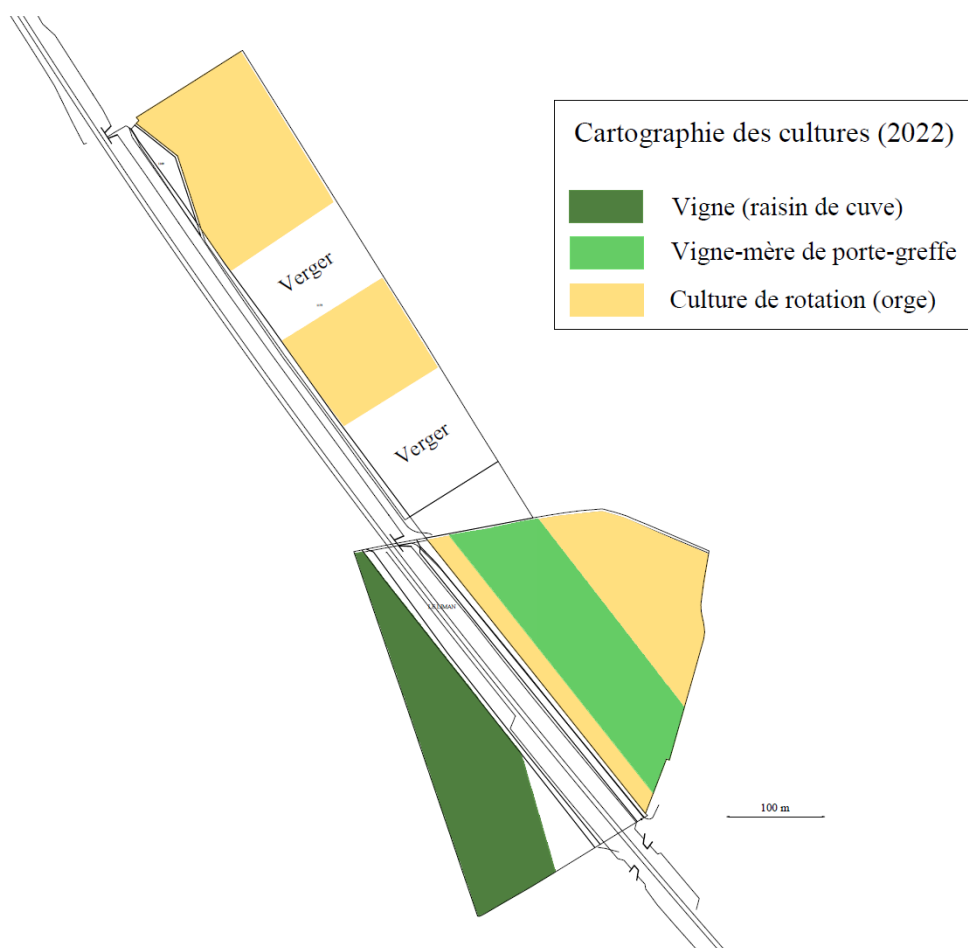 Cartographie des cultures (2022)
Vigne (raisin de cuve)
Vigne-mère de porte-greffe
Culture de rotation (orge)
Verger
Verger
100 m